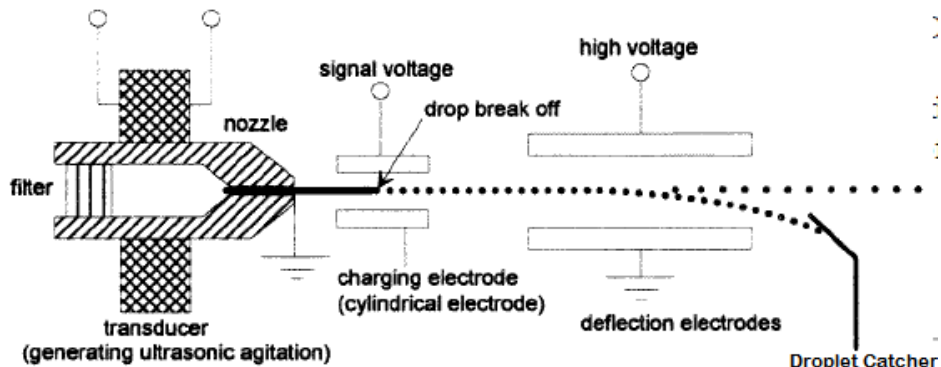 high voltage
signal voltage
drop break off
nozzle
filter
charging electrode
(cylindrical electrode)
transducer
(generating ultrasonic agitation)
deflection electrodes
Droplet Catcher